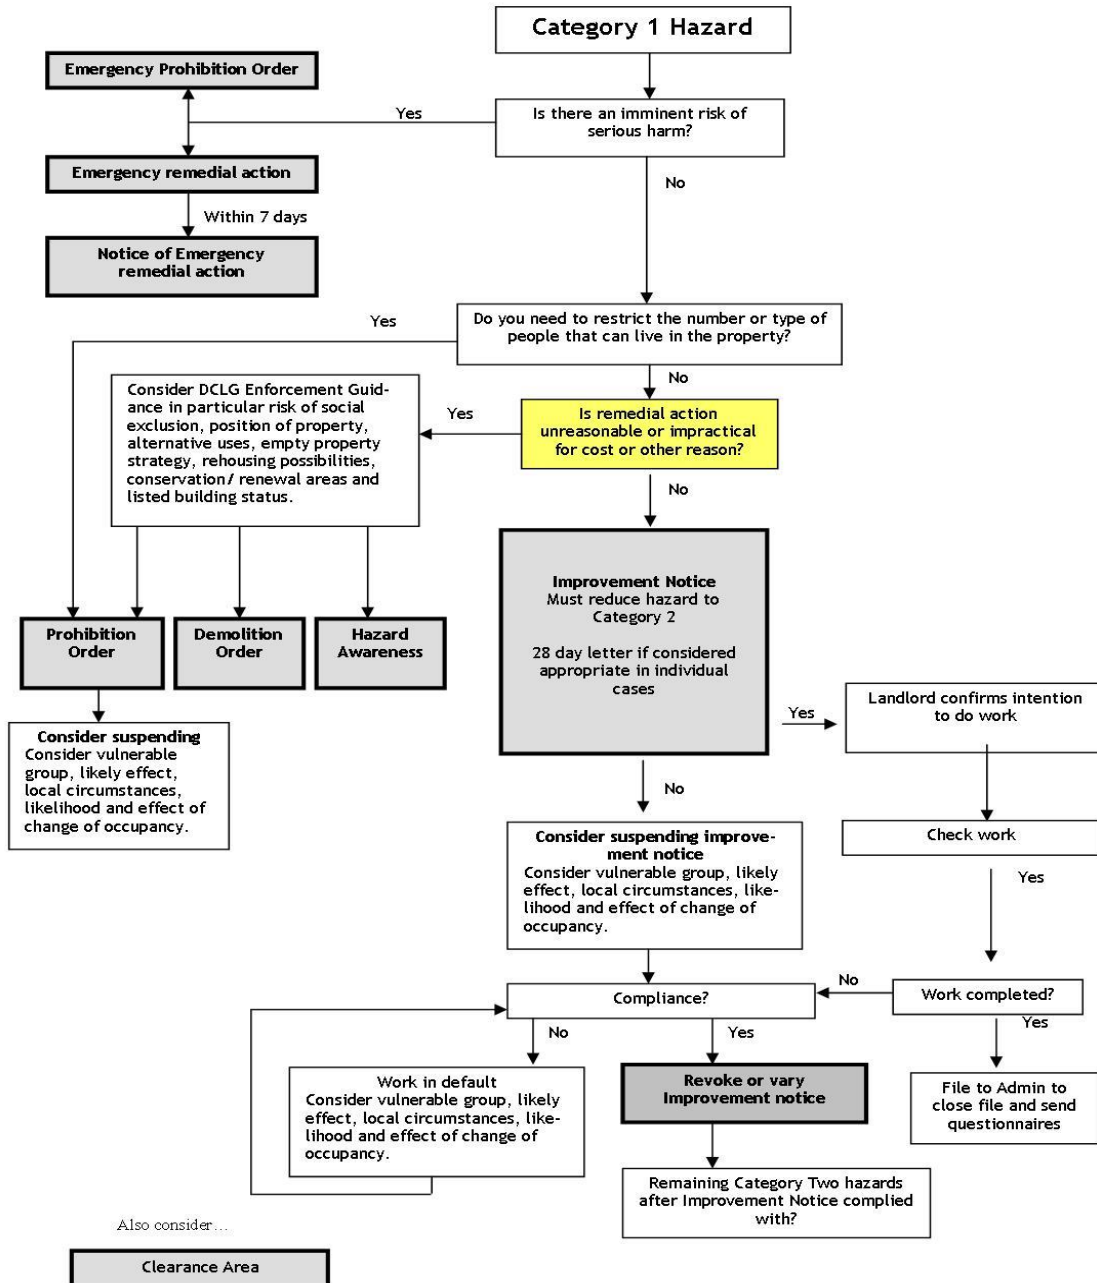 Category 1 Hazard
Emergency Prohibition Order
Yes
Is there an imminent risk of
serious harm?
Emergency remedial action
No
Within 7 days
Notice of Emergency
remedial action
Yes
Do you need to restrict the number or type of
people that can live in the property?
No
Consider DCLG Enforcement Guid-
ance in particular risk of social
exclusion, position of property,
alternative uses, empty property
strategy, rehousing possibilities,
conservation/ renewal areas and
listed building status.
Yes
Is remedial action
unreasonable or impractical
for cost or other reason?
No
Improvement Notice
Must reduce hazard to
Category 2
28 day letter if considered
appropriate in individual
cases
Prohibition
Order
Demolition
Order
Hazard
Awareness
Yes
Landlord confirms intention
to do work
Consider suspending
Consider vulnerable
group, likely effect,
local circumstances,
likelihood and effect of
change of occupancy.
No
Consider suspending improve-
ment notice
Consider vulnerable group, likely
effect, local circumstances, like-
lihood and effect of change of
occupancy.
Check work
Yes
Compliance?
No
Work completed?
Yes
No
Yes
Work in default
Consider vulnerable group, likely
effect, local circumstances, like-
lihood and effect of change of
occupancy.
Revoke or vary
Improvement notice
File to Admin to
close file and send
questionnaires
Remaining Category Two hazards
after Improvement Notice complied
with?
Also consider...
Clearance Area